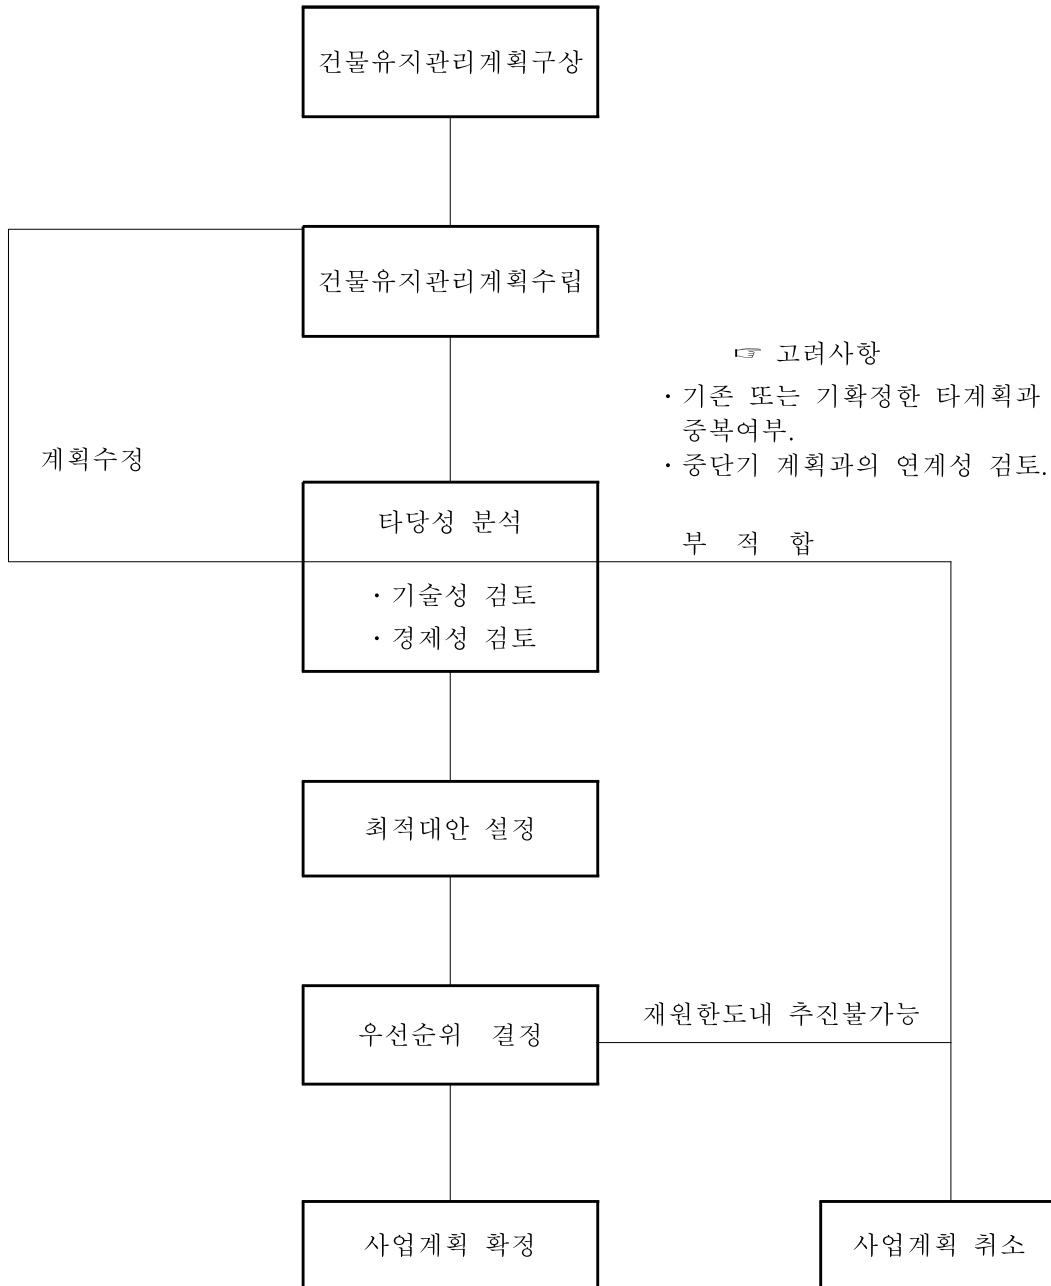 건물유지관리계획구상
건물유지관리계획수립
☞ 고려사항
· 기존 또는 기확정한 타계획과
중복여부.
· 중단기 계획과의 연계성 검토.
계획수정
타당성 분석
부 적 합
· 기술성 검토
· 경제성 검토
최적대안 설정
우선순위 결정
재원한도내 추진불가능
사업계획 확정
사업계획 취소